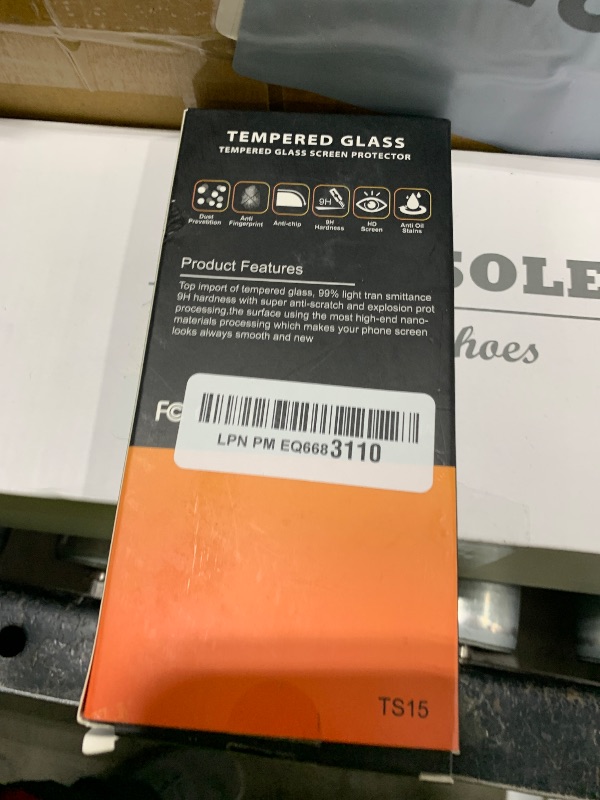 TEMPERED GLASS
TEMPERED GLASS SCREEN PROTECTOR
9H
Dust Prevetition
Anti Fingerprint
Anti-chip
9H Hardness
HD Screen
Anti Oil Stains
Product Features
Top import of tempered glass, 99% light tran smittance
9H hardness with super anti-scratch and explosion prot
processing,the surface using the most high-end nano-
materials processing which makes your phone screen
looks always smooth and new
FC
LPN PM EQ6683110
TS15
SOLE
hoes